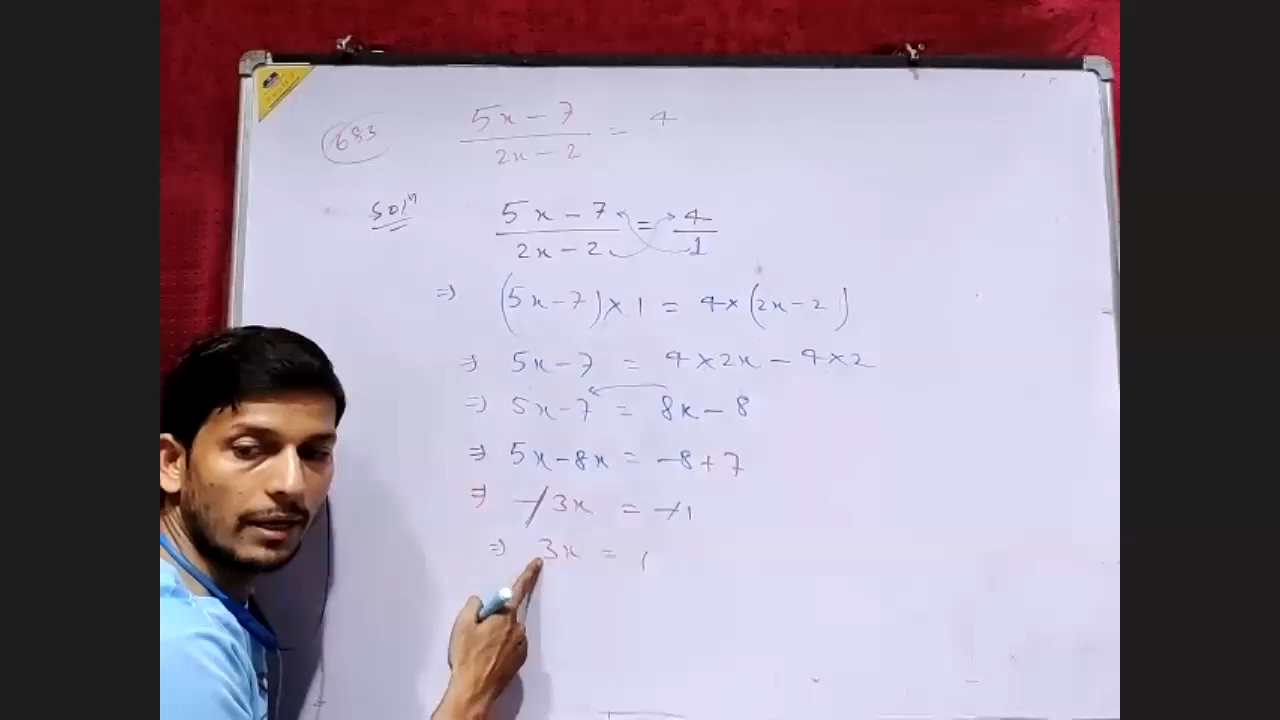 683
5x - 7 / 2x - 2 = 4
Solⁿ
5x - 7 / 2x - 2 = 4 / 1
⇒ (5x - 7) × 1 = 4 × (2x - 2)
⇒ 5x - 7 = 4 × 2x - 4 × 2
⇒ 5x - 7 = 8x - 8
⇒ 5x - 8x = -8 + 7
⇒ -3x = -1
⇒ 3x = 1